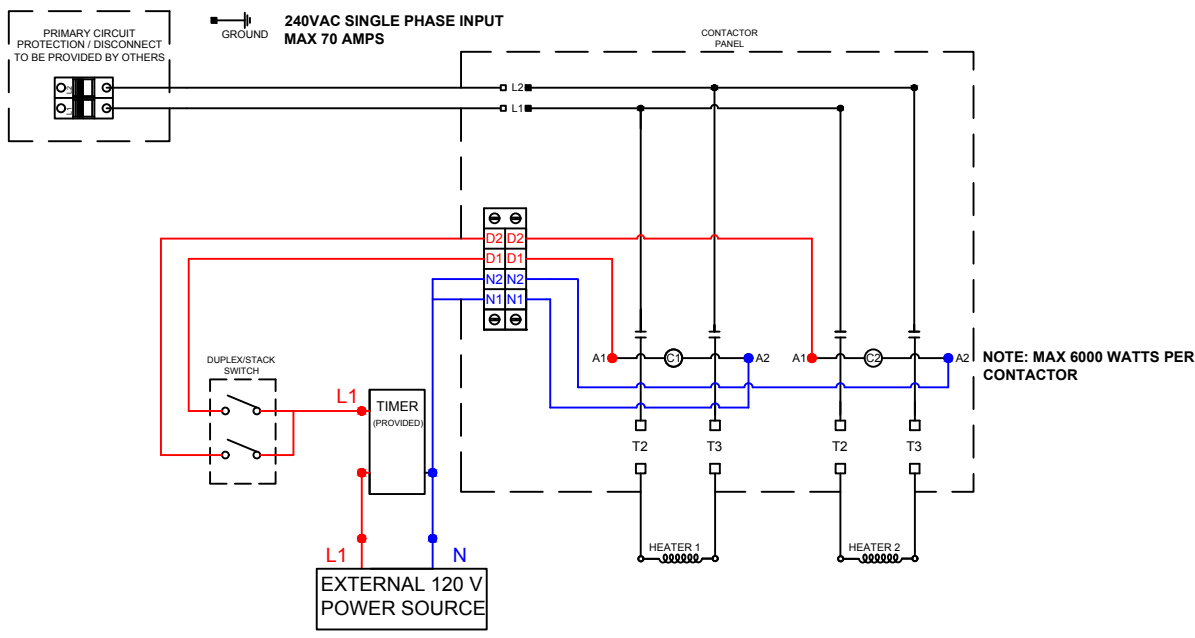 PRIMARY CIRCUIT
PROTECTION / DISCONNECT
TO BE PROVIDED BY OTHERS
L2
L1
GROUND
240VAC SINGLE PHASE INPUT
MAX 70 AMPS
CONTACTOR
PANEL
L2
L1
D2 D2
D1 D1
N2 N2
N1 N1
A1 C1 A2
A1 C2 A2
NOTE: MAX 6000 WATTS PER
CONTACTOR
DUPLEX/STACK
SWITCH
L1
TIMER
(PROVIDED)
T2 T3 T2 T3
HEATER 1
HEATER 2
L1 N
EXTERNAL 120 V
POWER SOURCE